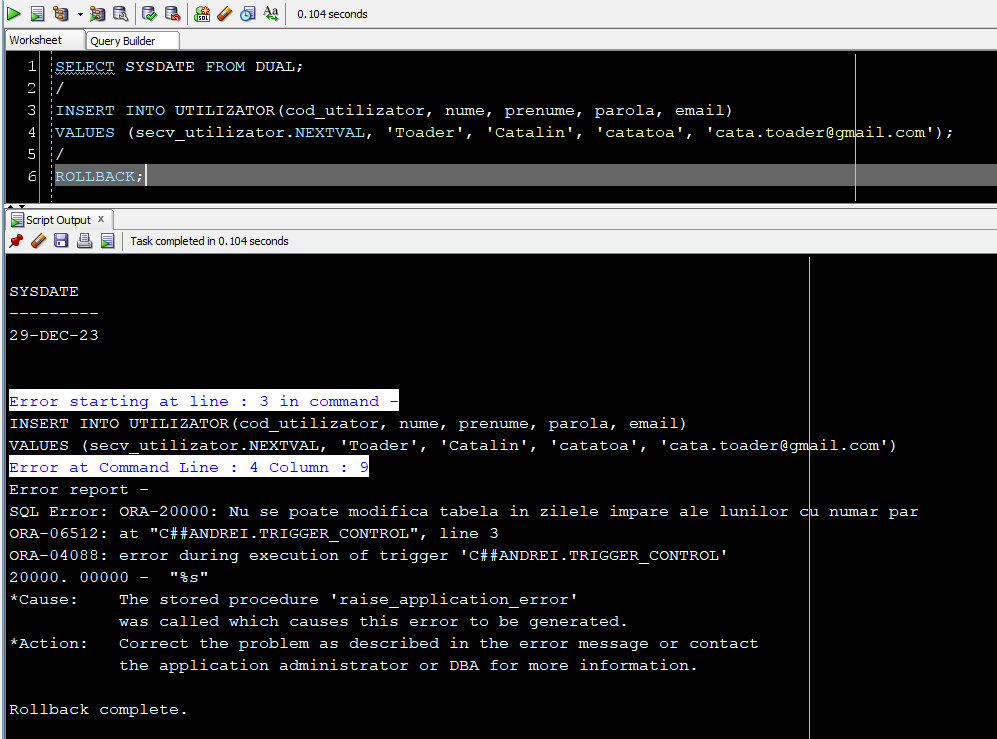 0.104 seconds
Worksheet Query Builder
1 SELECT SYSDATE FROM DUAL;
2 /
3 INSERT INTO UTILIZATOR(cod_utilizator, nume, prenume, parola, email)
4 VALUES (secv_utilizator.NEXTVAL, 'Toader', 'Catalin', 'catatoa', 'cata.toader@gmail.com');
5 /
6 ROLLBACK;
Script Output x
Task completed in 0.104 seconds
SYSDATE
---------
29-DEC-23
Error starting at line : 3 in command -
INSERT INTO UTILIZATOR(cod_utilizator, nume, prenume, parola, email)
VALUES (secv_utilizator.NEXTVAL, 'Toader', 'Catalin', 'catatoa', 'cata.toader@gmail.com')
Error at Command Line : 4 Column : 9
Error report -
SQL Error: ORA-20000: Nu se poate modifica tabela in zilele impare ale lunilor cu numar par
ORA-06512: at "C##ANDREI.TRIGGER_CONTROL", line 3
ORA-04088: error during execution of trigger 'C##ANDREI.TRIGGER_CONTROL'
20000. 00000 -  "%s"
*Cause:    The stored procedure 'raise_application_error'
was called which causes this error to be generated.
*Action:   Correct the problem as described in the error message or contact
the application administrator or DBA for more information.
Rollback complete.